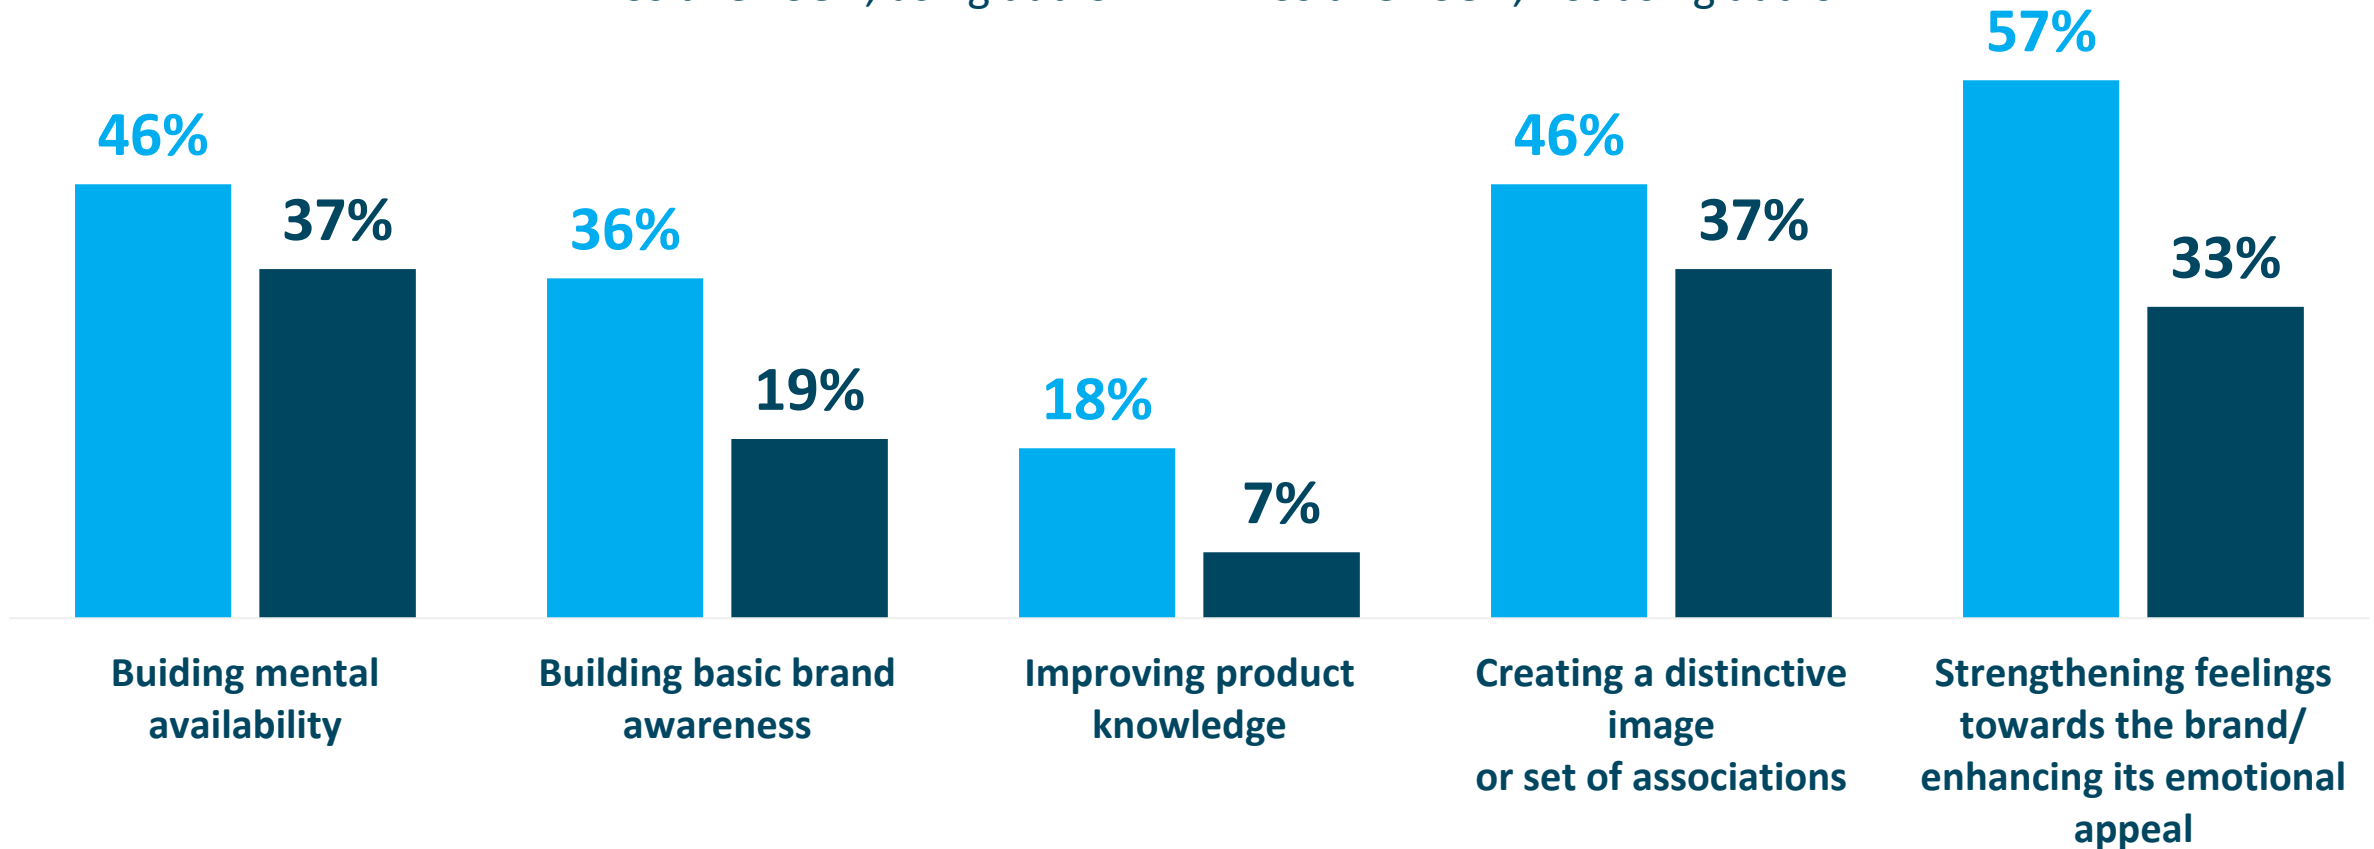 57%
46%
46%
37%
37%
36%
33%
19%
18%
7%
Buiding mental
availability
Building basic brand
awareness
Improving product
knowledge
Creating a distinctive
image
or set of associations
Strengthening feelings
towards the brand/
enhancing its emotional
appeal